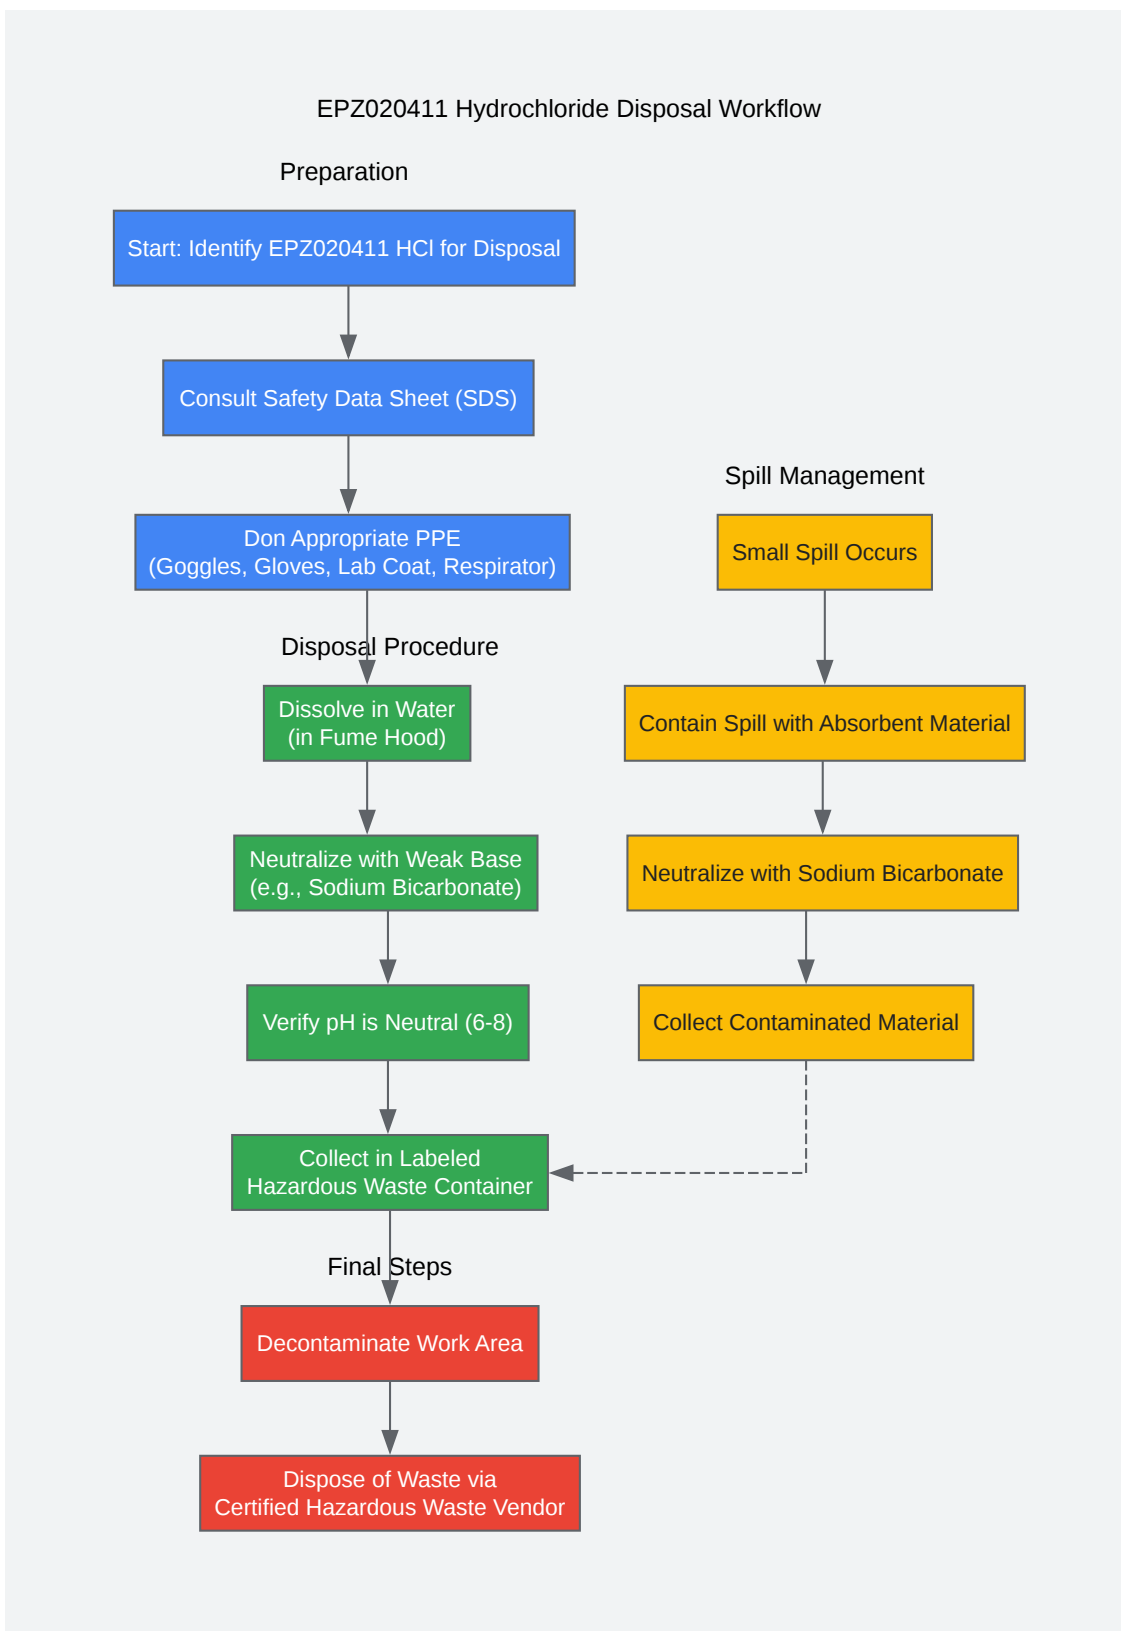 EPZ020411 Hydrochloride Disposal Workflow
Preparation
Start: Identify EPZ020411 HCl for Disposal
Consult Safety Data Sheet (SDS)
Don Appropriate PPE
(Goggles, Gloves, Lab Coat, Respirator)
Disposal Procedure
Dissolve in Water
(in Fume Hood)
Neutralize with Weak Base
(e.g., Sodium Bicarbonate)
Verify pH is Neutral (6-8)
Collect in Labeled
Hazardous Waste Container
Final Steps
Decontaminate Work Area
Dispose of Waste via
Certified Hazardous Waste Vendor
Spill Management
Small Spill Occurs
Contain Spill with Absorbent Material
Neutralize with Sodium Bicarbonate
Collect Contaminated Material